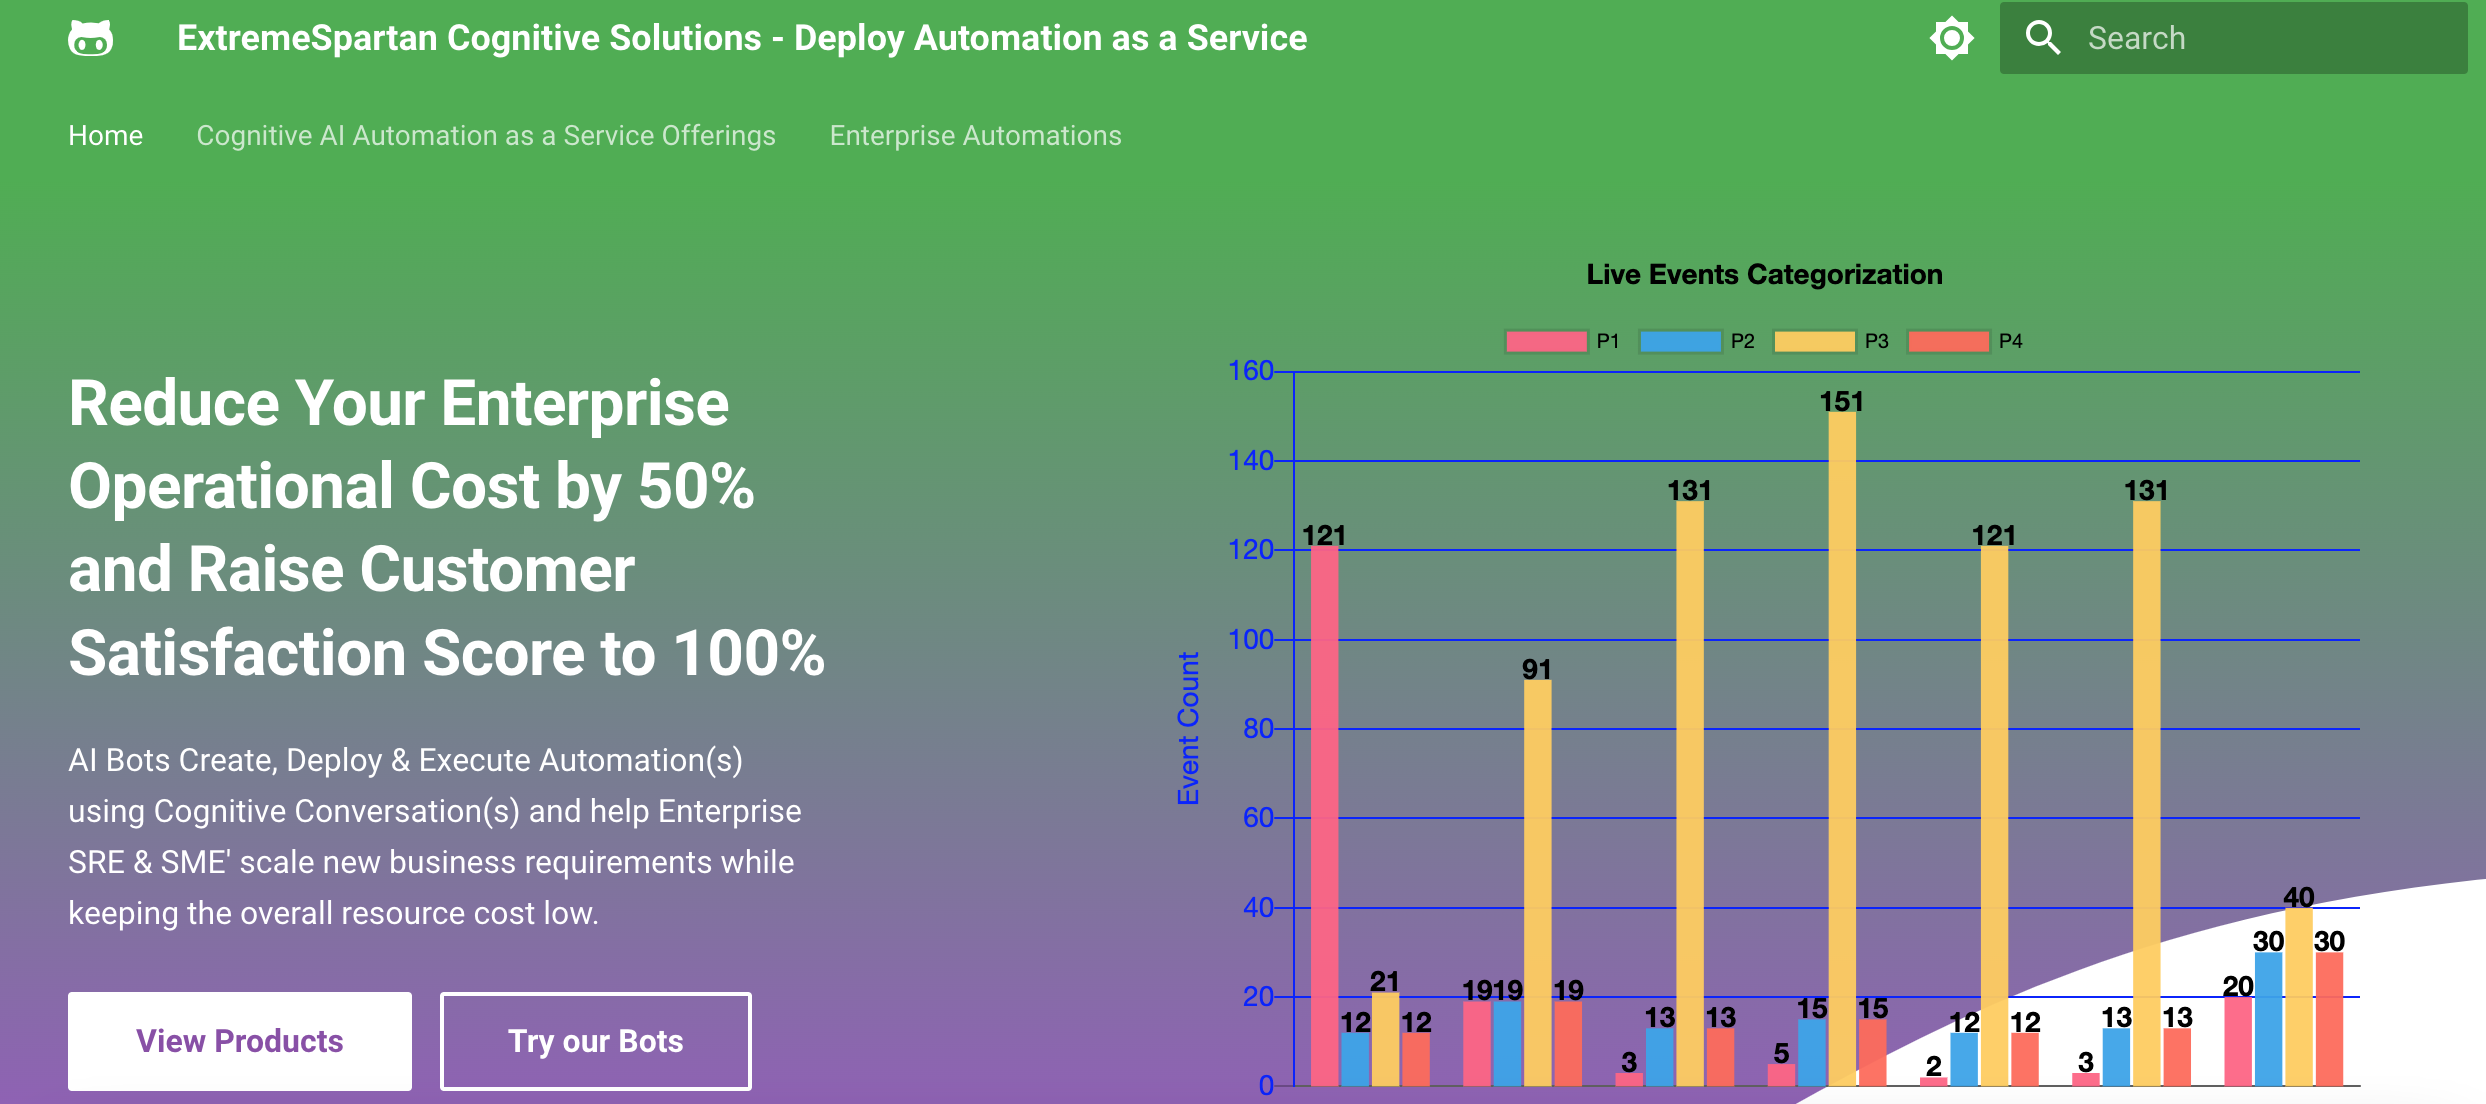 ExtremeSpartan Cognitive Solutions - Deploy Automation as a Service
Search
Home Cognitive AI Automation as a Service Offerings Enterprise Automations
Reduce Your Enterprise
Operational Cost by 50%
and Raise Customer
Satisfaction Score to 100%
AI Bots Create, Deploy & Execute Automation(s)
using Cognitive Conversation(s) and help Enterprise
SRE & SME' scale new business requirements while
keeping the overall resource cost low.
View Products
Try our Bots
Live Events Categorization
P1 P2 P3 P4
Event Count
160
140
120
100
80
60
40
20
0
121 12 21 12
19 19 91 19
3 13 131 13
5 15 151 15
2 12 121 12
3 13 131 13
20 30 40 30